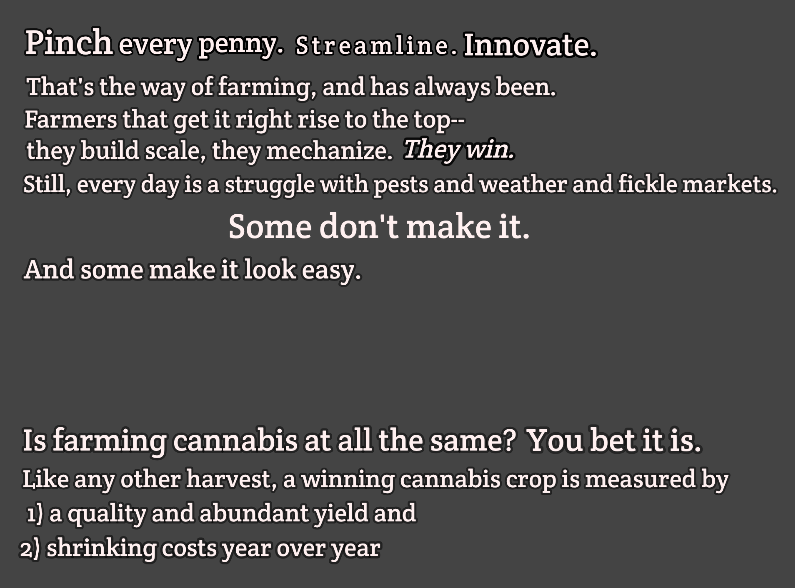 Pinch every penny. Streamline. Innovate.
That's the way of farming, and has always been.
Farmers that get it right rise to the top--
they build scale, they mechanize. They win.
Still, every day is a struggle with pests and weather and fickle markets.
Some don't make it.
And some make it look easy.
Is farming cannabis at all the same? You bet it is.
Like any other harvest, a winning cannabis crop is measured by
1) a quality and abundant yield and
2) shrinking costs year over year